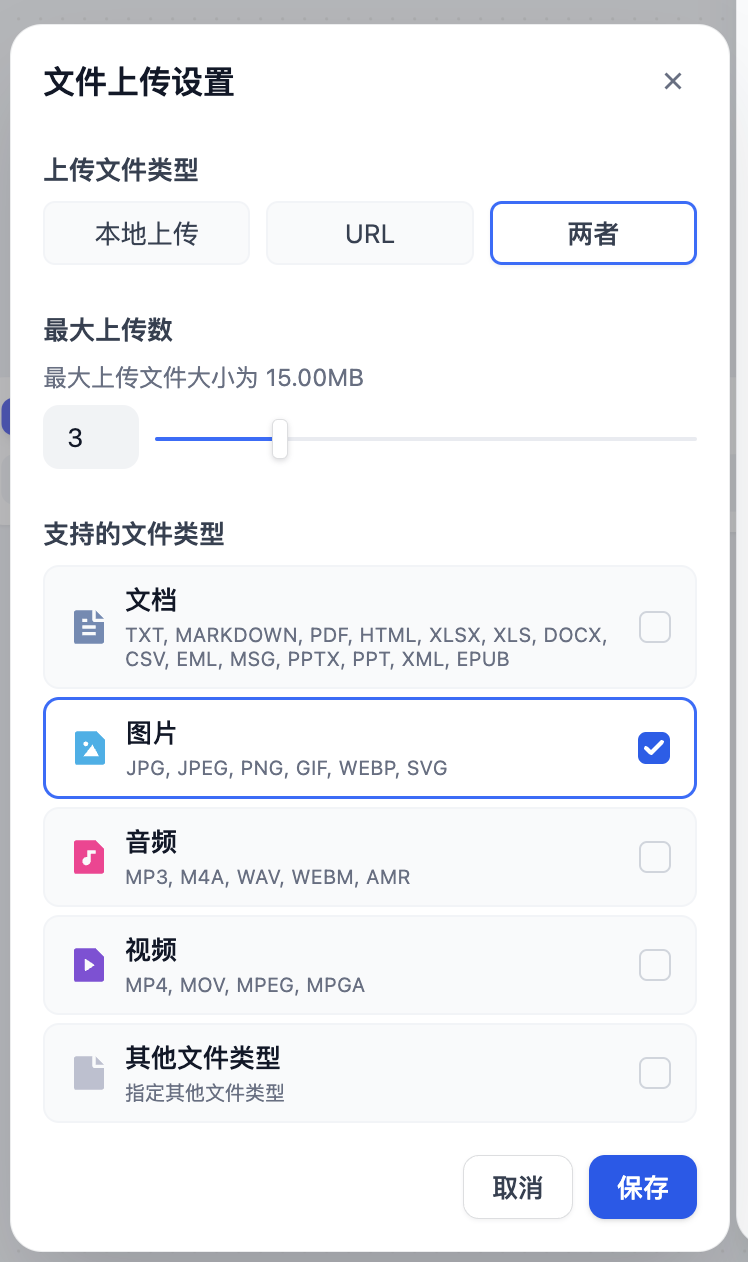 文件上传设置
上传文件类型
本地上传
URL
两者
最大上传数
最大上传文件大小为 15.00MB
3
支持的文件类型
文档
TXT, MARKDOWN, PDF, HTML, XLSX, XLS, DOCX,
CSV, EML, MSG, PPTX, PPT, XML, EPUB
图片
JPG, JPEG, PNG, GIF, WEBP, SVG
音频
MP3, M4A, WAV, WEBM, AMR
视频
MP4, MOV, MPEG, MPGA
其他文件类型
指定其他文件类型
取消
保存